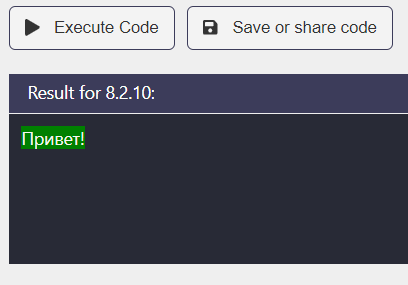 Execute Code
Save or share code
Result for 8.2.10:
Привет!